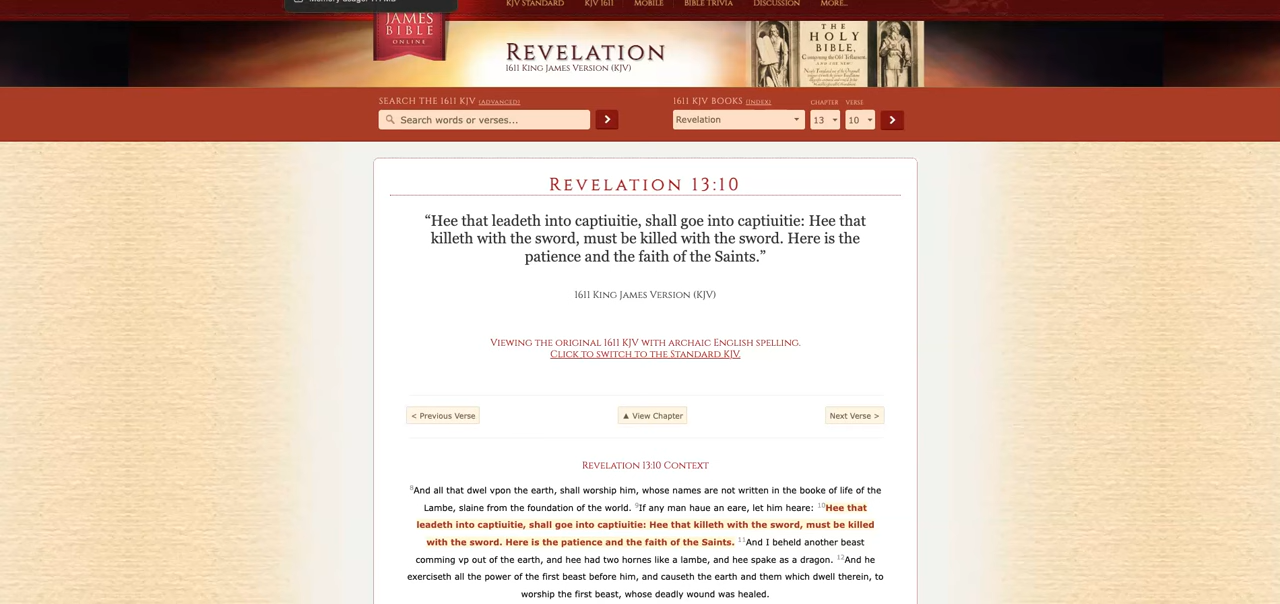 KJV STANDARD KJV 1611 MOBILE BIBLE TRIVIA DISCUSSION MORE...
JAMES
BIBLE
ONLINE
REVELATION
1611 KING JAMES VERSION (KJV)
THE
HOLY
BIBLE,
SEARCH THE 1611 KJV (ADVANCED)
Search words or verses...
1611 KJV BOOKS (INDEX) CHAPTER VERSE
Revelation 13 10
REVELATION 13:10
“Hee that leadeth into captiuitie, shall goe into captiuitie: Hee that
killeth with the sword, must be killed with the sword. Here is the
patience and the faith of the Saints.”
1611 KING JAMES VERSION (KJV)
VIEWING THE ORIGINAL 1611 KJV WITH ARCHAIC ENGLISH SPELLING.
CLICK TO SWITCH TO THE STANDARD KJV.
< Previous Verse ▲ View Chapter Next Verse >
REVELATION 13:10 CONTEXT
8And all that dwel vpon the earth, shall worship him, whose names are not written in the booke of life of the
Lambe, slaine from the foundation of the world. 9If any man haue an eare, let him heare: 10Hee that
leadeth into captiuitie, shall goe into captiuitie: Hee that killeth with the sword, must be killed
with the sword. Here is the patience and the faith of the Saints. 11And I beheld another beast
comming vp out of the earth, and hee had two hornes like a lambe, and hee spake as a dragon. 12And he
exerciseth all the power of the first beast before him, and causeth the earth and them which dwell therein, to
worship the first beast, whose deadly wound was healed.